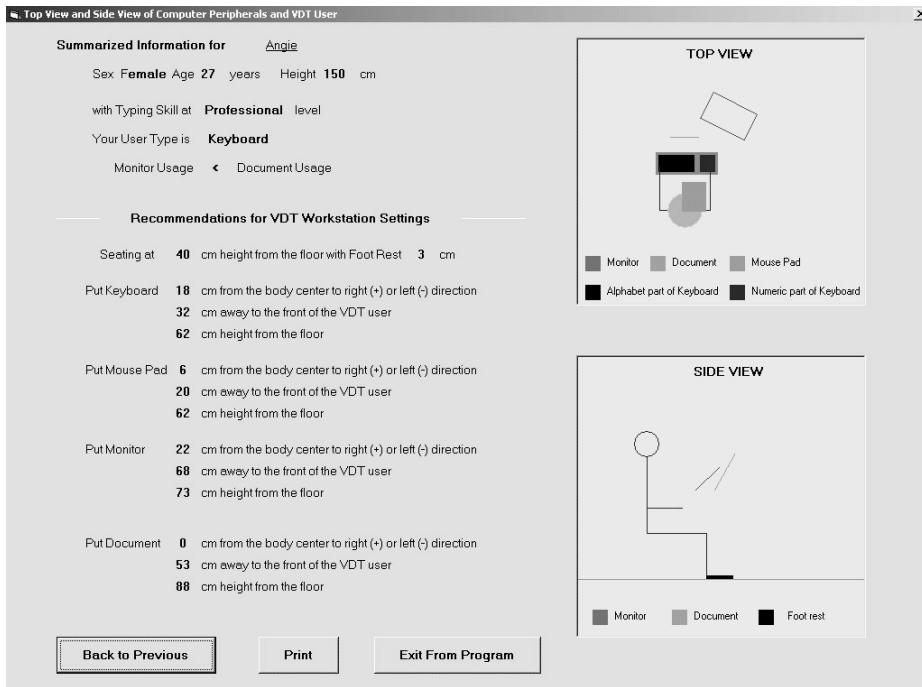 Top View and Side View of Computer Peripherals and VDT User
Summarized Information for Angie
Sex Female Age 27 years Height 150 cm
with Typing Skill at Professional level
Your User Type is Keyboard
Monitor Usage < Document Usage
Recommendations for VDT Workstation Settings
Seating at 40 cm height from the floor with Foot Rest 3 cm
Put Keyboard 18 cm from the body center to right (+) or left (-) direction
32 cm away to the front of the VDT user
62 cm height from the floor
Put Mouse Pad 6 cm from the body center to right (+) or left (-) direction
20 cm away to the front of the VDT user
62 cm height from the floor
Put Monitor 22 cm from the body center to right (+) or left (-) direction
68 cm away to the front of the VDT user
73 cm height from the floor
Put Document 0 cm from the body center to right (+) or left (-) direction
53 cm away to the front of the VDT user
88 cm height from the floor
Back to Previous Print Exit From Program
TOP VIEW
Monitor Document Mouse Pad
Alphabet part of Keyboard Numeric part of Keyboard
SIDE VIEW
Monitor Document Foot rest